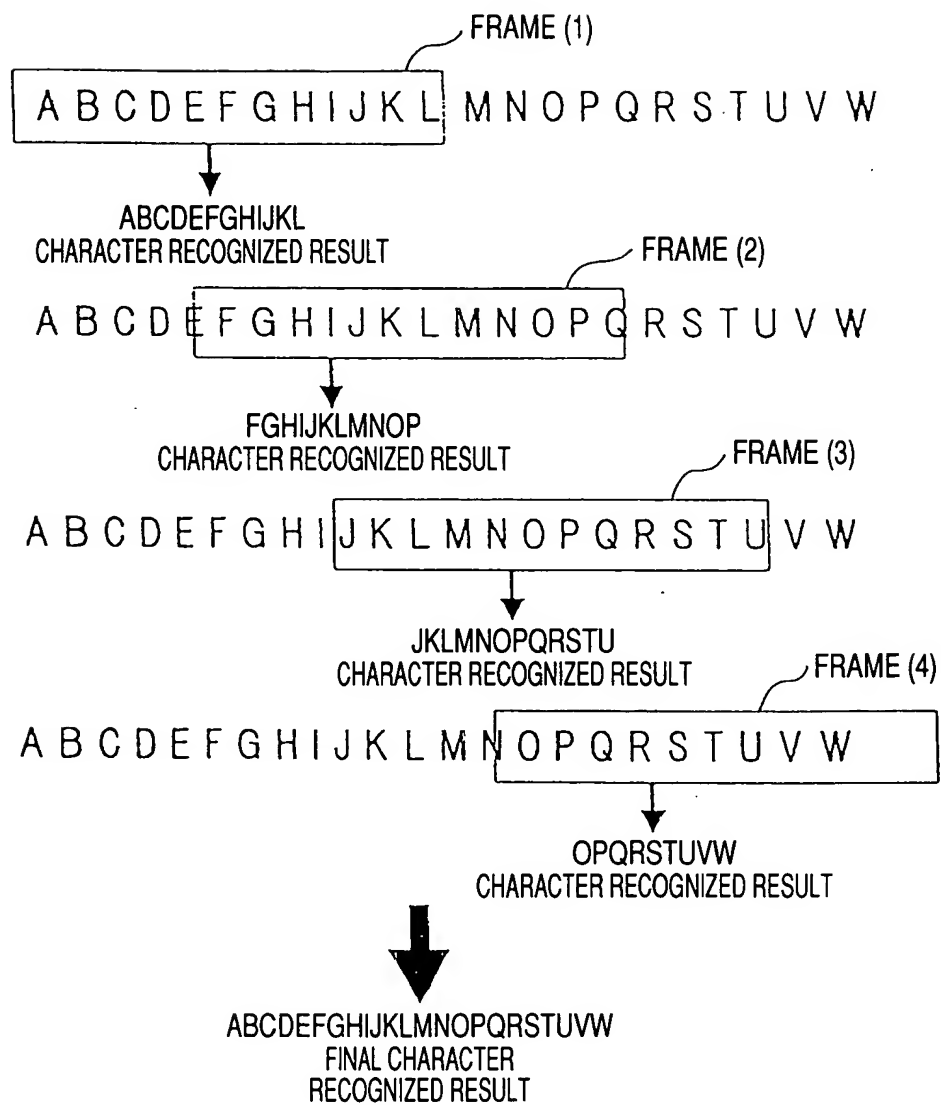 FRAME (1)
A B C D E F G H I J K L M N O P Q R S T U V W
ABCDEFGHIJKL
CHARACTER RECOGNIZED RESULT
FRAME (2)
A B C D E F G H I J K L M N O P Q R S T U V W
FGHIJKLMNOP
CHARACTER RECOGNIZED RESULT
FRAME (3)
A B C D E F G H I J K L M N O P Q R S T U V W
JKLMNOPQRSTU
CHARACTER RECOGNIZED RESULT
FRAME (4)
A B C D E F G H I J K L M N O P Q R S T U V W
OPQRSTUVW
CHARACTER RECOGNIZED RESULT
ABCDEFGHIJKLMNOPQRSTUVW
FINAL CHARACTER
RECOGNIZED RESULT